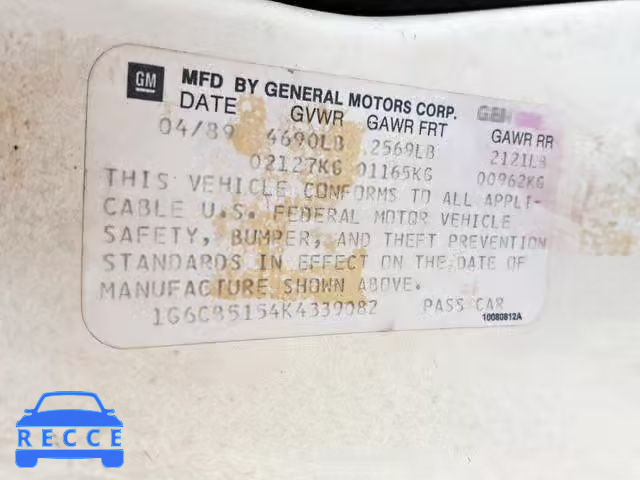 GM MFD BY GENERAL MOTORS CORP.
DATE GVWR GAWR FRT GAWR RR
04/89 4690LB 2569LB 2121LB
02127KG 01165KG 00962KG
THIS VEHICLE CONFORMS TO ALL APPLI-
CABLE U.S. FEDERAL MOTOR VEHICLE
SAFETY, BUMPER, AND THEFT PREVENTION
STANDARDS IN EFFECT ON THE DATE OF
MANUFACTURE SHOWN ABOVE.
1G6CB5154K4339082 PASS CAR
10080812A
RECCE